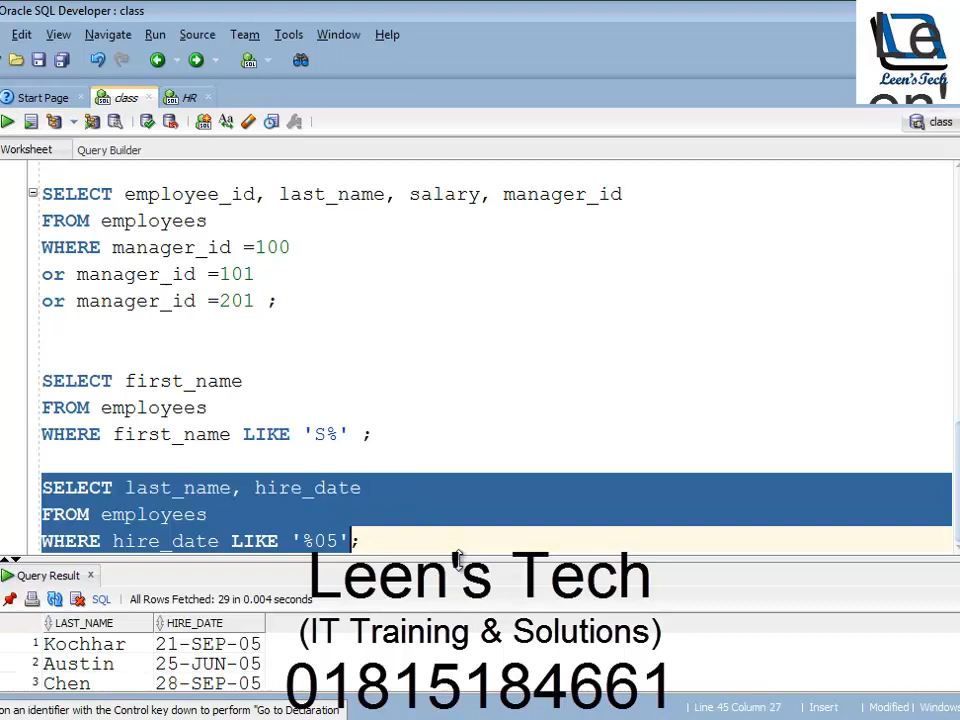 Oracle SQL Developer : class
Edit View Navigate Run Source Team Tools Window Help
Le
Leen'sTech
en'
Start Page class HR
class
Worksheet Query Builder
SELECT employee_id, last_name, salary, manager_id
FROM employees
WHERE manager_id =100
or manager_id =101
or manager_id =201 ;
SELECT first_name
FROM employees
WHERE first_name LIKE 'S%' ;
SELECT last_name, hire_date
FROM employees
WHERE hire_date LIKE '%05';
Leen's Tech
(IT Training & Solutions)
01815184661
Query Result
SQL All Rows Fetched: 29 in 0.004 seconds
LAST_NAME HIRE_DATE
1 Kochhar 21-SEP-05
2 Austin 25-JUN-05
3 Chen 28-SEP-05
on an identifier with the Control key down to perform "Go to Declaration
Line 45 Column 27 Insert Modified Windows